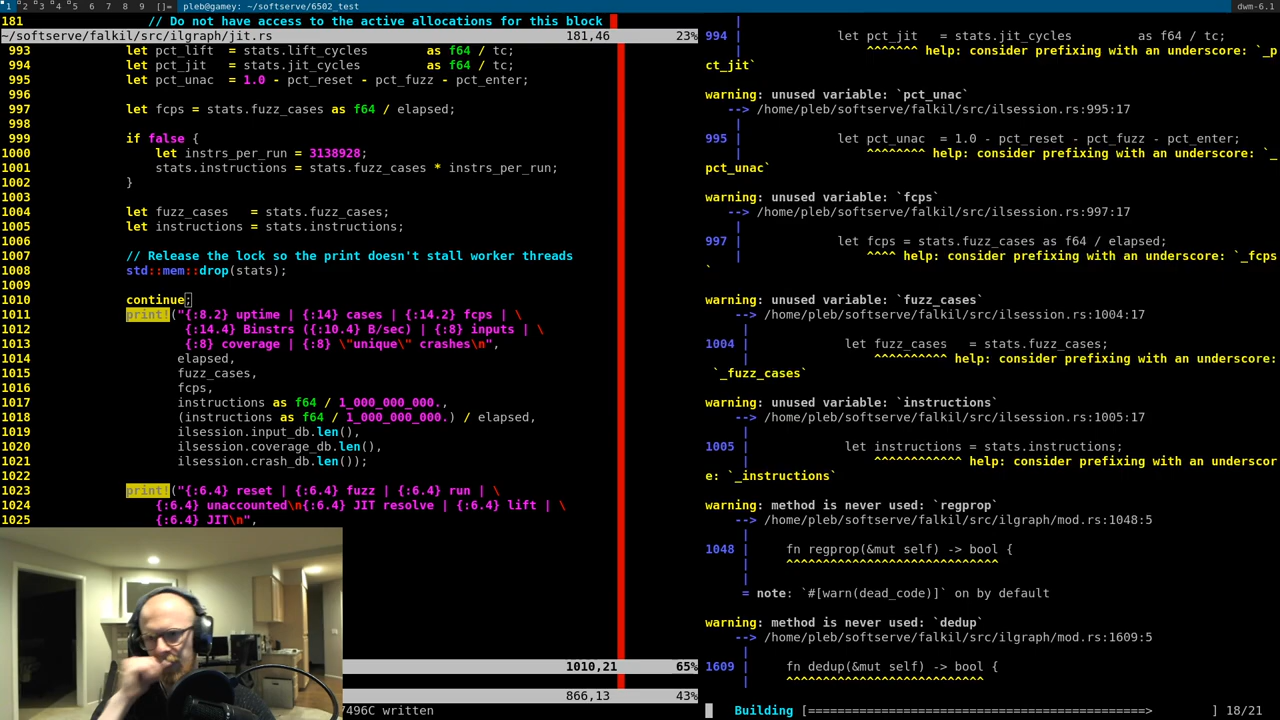 1 2 3 4 5 6 7 8 9 []= pleb@gamey: ~/softserve/6502_test dwm-6.1
181 // Do not have access to the active allocations for this block
~/softserve/falkil/src/ilgraph/jit.rs 181,46 23%
993 let pct_lift = stats.lift_cycles as f64 / tc;
994 let pct_jit = stats.jit_cycles as f64 / tc;
995 let pct_unac = 1.0 - pct_reset - pct_fuzz - pct_enter;
996
997 let fcps = stats.fuzz_cases as f64 / elapsed;
998
999 if false {
1000 let instrs_per_run = 3138928;
1001 stats.instructions = stats.fuzz_cases * instrs_per_run;
1002 }
1003
1004 let fuzz_cases = stats.fuzz_cases;
1005 let instructions = stats.instructions;
1006
1007 // Release the lock so the print doesn't stall worker threads
1008 std::mem::drop(stats);
1009
1010 continue;
1011 print!("{:8.2} uptime | {:14} cases | {:14.2} fcps | \
1012 {:14.4} Binstrs ({:10.4} B/sec) | {:8} inputs | \
1013 {:8} coverage | {:8} \"unique\" crashes\n",
1014 elapsed,
1015 fuzz_cases,
1016 fcps,
1017 instructions as f64 / 1_000_000_000.,
1018 (instructions as f64 / 1_000_000_000.) / elapsed,
1019 ilsession.input_db.len(),
1020 ilsession.coverage_db.len(),
1021 ilsession.crash_db.len());
1022
1023 print!("{:6.4} reset | {:6.4} fuzz | {:6.4} run | \
1024 {:6.4} unaccounted\n{:6.4} JIT resolve | {:6.4} lift | \
1025 {:6.4} JIT\n",
1010,21 65%
866,13 43%
7496C written
|
994 | let pct_jit = stats.jit_cycles as f64 / tc;
| ^^^^^^^ help: consider prefixing with an underscore: `_p
ct_jit`
warning: unused variable: `pct_unac`
--> /home/pleb/softserve/falkil/src/ilsession.rs:995:17
|
995 | let pct_unac = 1.0 - pct_reset - pct_fuzz - pct_enter;
| ^^^^^^^^ help: consider prefixing with an underscore: `_
pct_unac`
warning: unused variable: `fcps`
--> /home/pleb/softserve/falkil/src/ilsession.rs:997:17
|
997 | let fcps = stats.fuzz_cases as f64 / elapsed;
| ^^^^ help: consider prefixing with an underscore: `_fcps
`
warning: unused variable: `fuzz_cases`
--> /home/pleb/softserve/falkil/src/ilsession.rs:1004:17
|
1004 | let fuzz_cases = stats.fuzz_cases;
| ^^^^^^^^^^ help: consider prefixing with an underscore:
`_fuzz_cases`
warning: unused variable: `instructions`
--> /home/pleb/softserve/falkil/src/ilsession.rs:1005:17
|
1005 | let instructions = stats.instructions;
| ^^^^^^^^^^^^ help: consider prefixing with an underscor
e: `_instructions`
warning: method is never used: `regprop`
--> /home/pleb/softserve/falkil/src/ilgraph/mod.rs:1048:5
|
1048 | fn regprop(&mut self) -> bool {
| ^^^^^^^^^^^^^^^^^^^^^^^^^^^^^
|
= note: `#[warn(dead_code)]` on by default
warning: method is never used: `dedup`
--> /home/pleb/softserve/falkil/src/ilgraph/mod.rs:1609:5
|
1609 | fn dedup(&mut self) -> bool {
| ^^^^^^^^^^^^^^^^^^^^^^^^^^^
Building [=============================================> ] 18/21